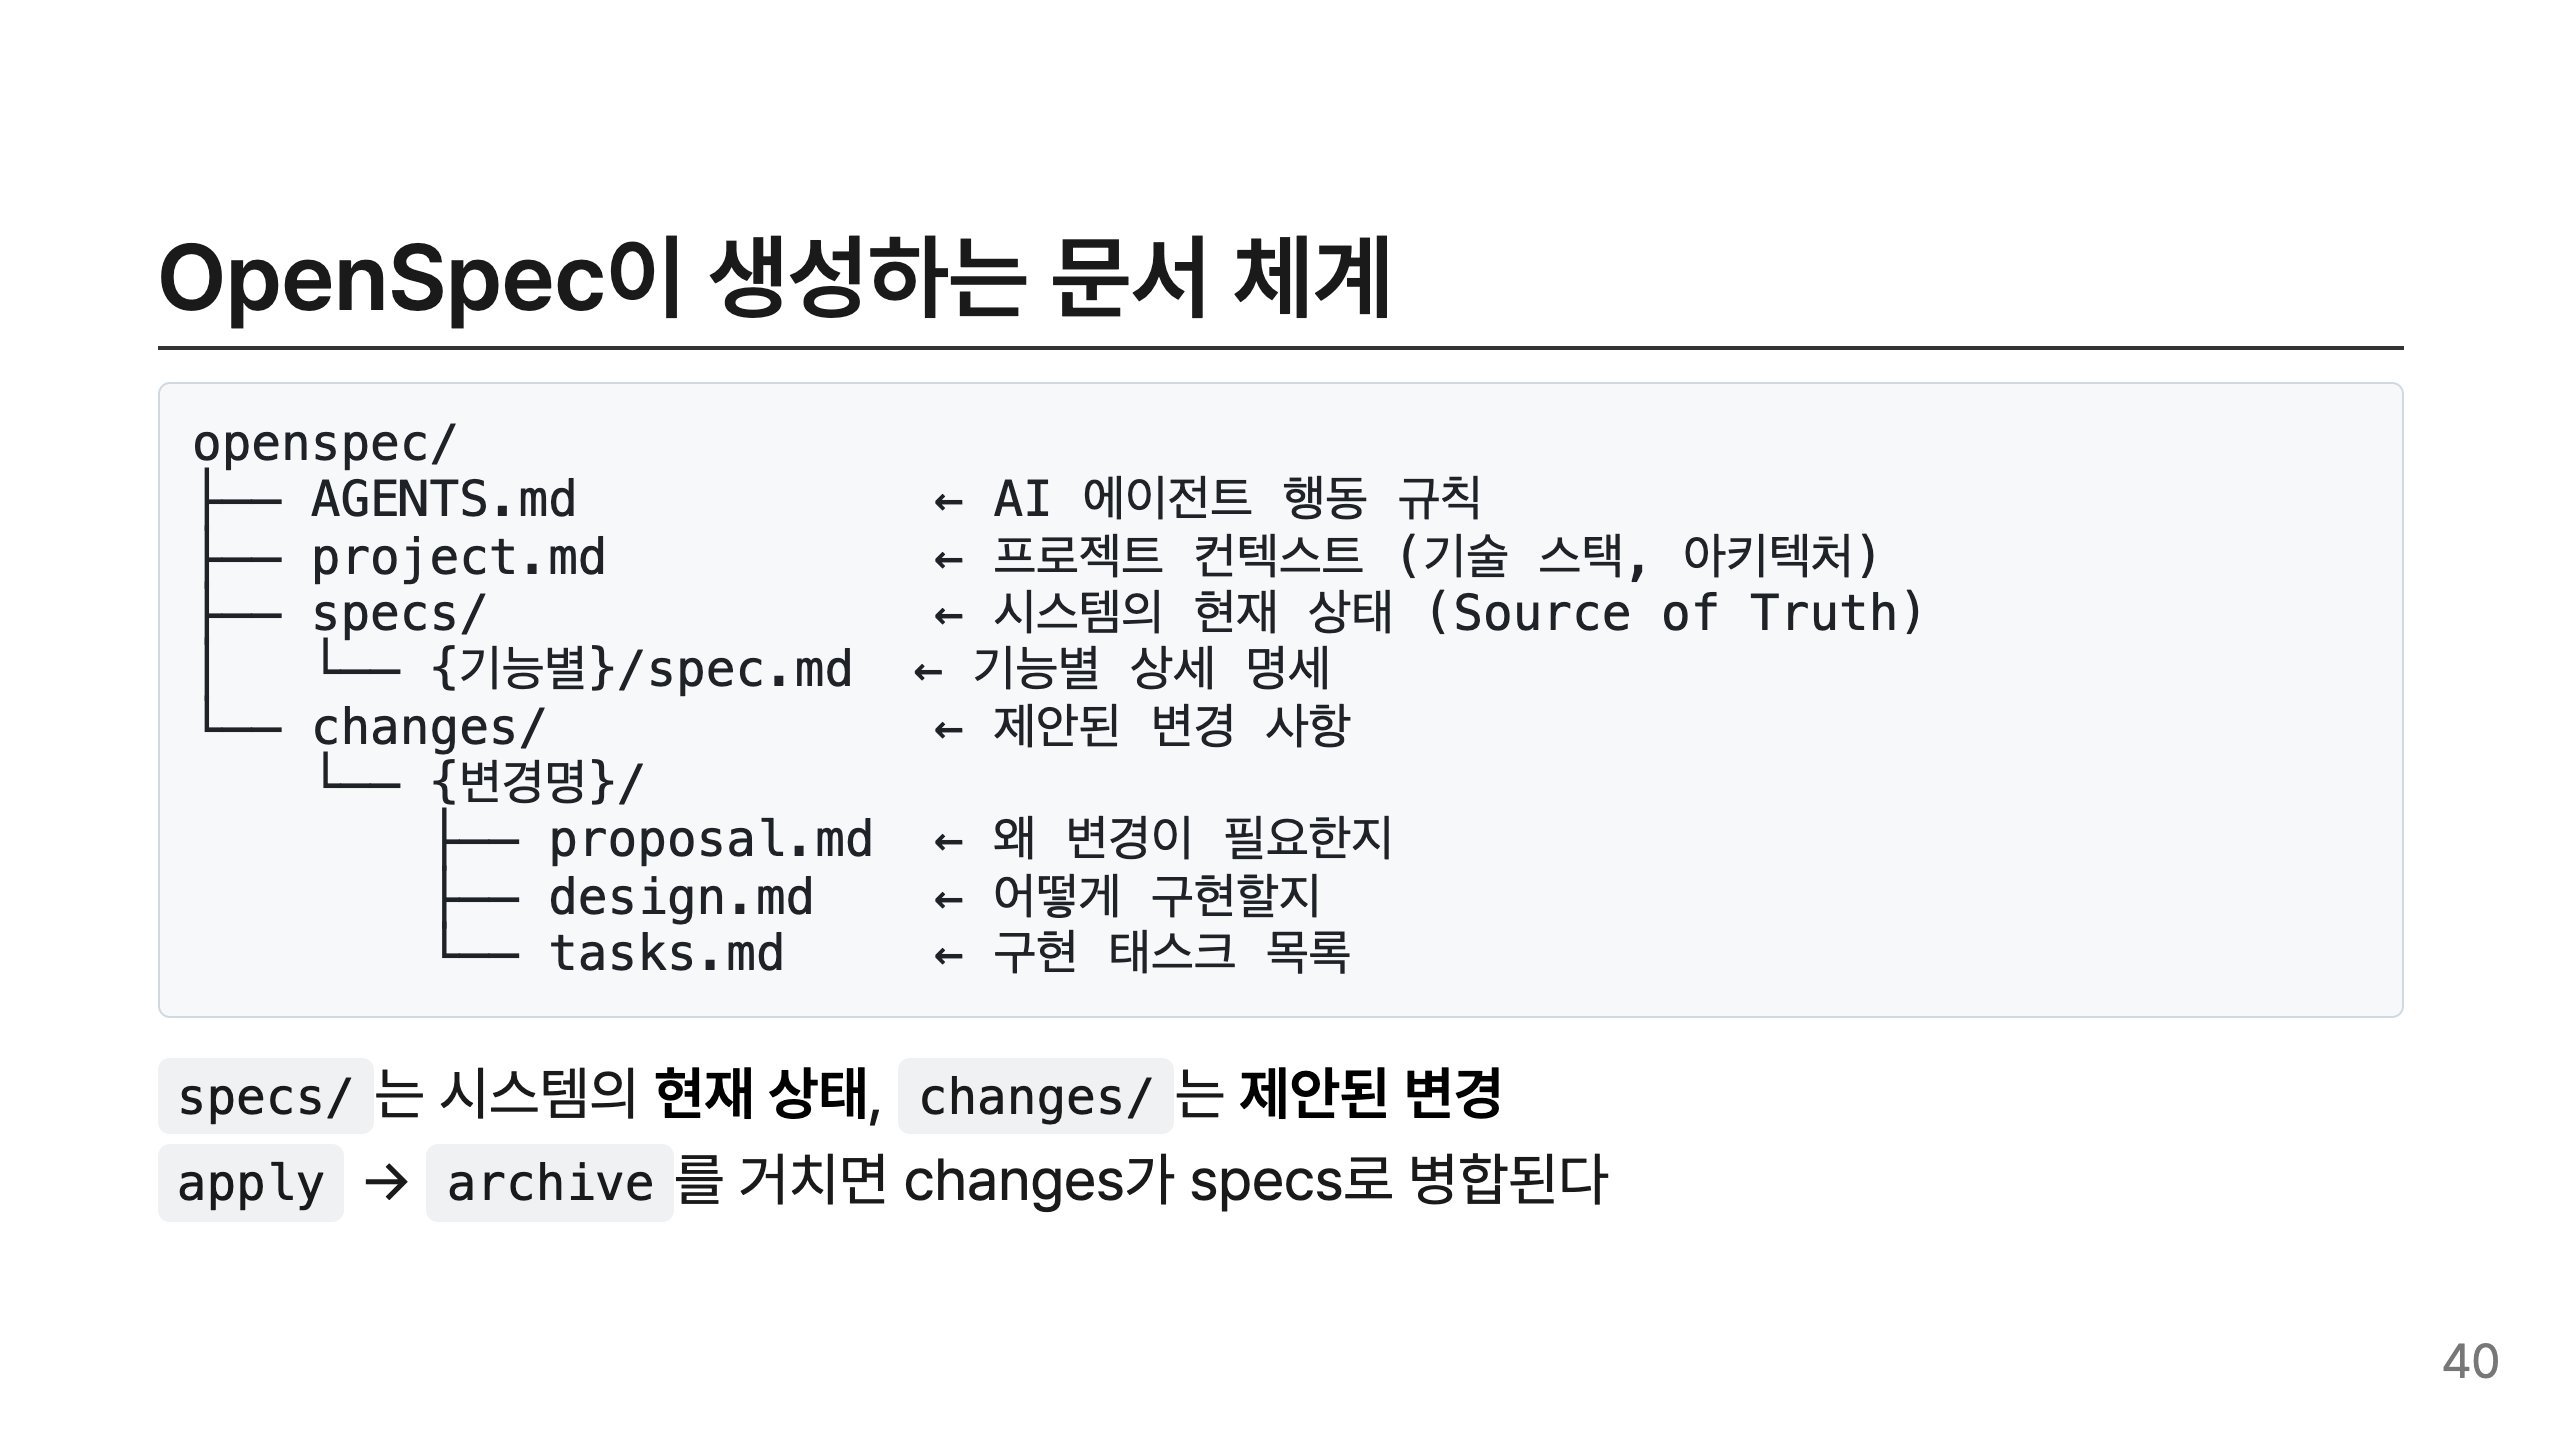 OpenSpec이 생성하는 문서 체계
openspec/
├── AGENTS.md            ← AI 에이전트 행동 규칙
├── project.md           ← 프로젝트 컨텍스트 (기술 스택, 아키텍처)
├── specs/               ← 시스템의 현재 상태 (Source of Truth)
│   └── {기능별}/spec.md  ← 기능별 상세 명세
└── changes/             ← 제안된 변경 사항
    └── {변경명}/
        ├── proposal.md  ← 왜 변경이 필요한지
        ├── design.md    ← 어떻게 구현할지
        └── tasks.md     ← 구현 태스크 목록
specs/는 시스템의 현재 상태, changes/는 제안된 변경
apply → archive를 거치면 changes가 specs로 병합된다
40